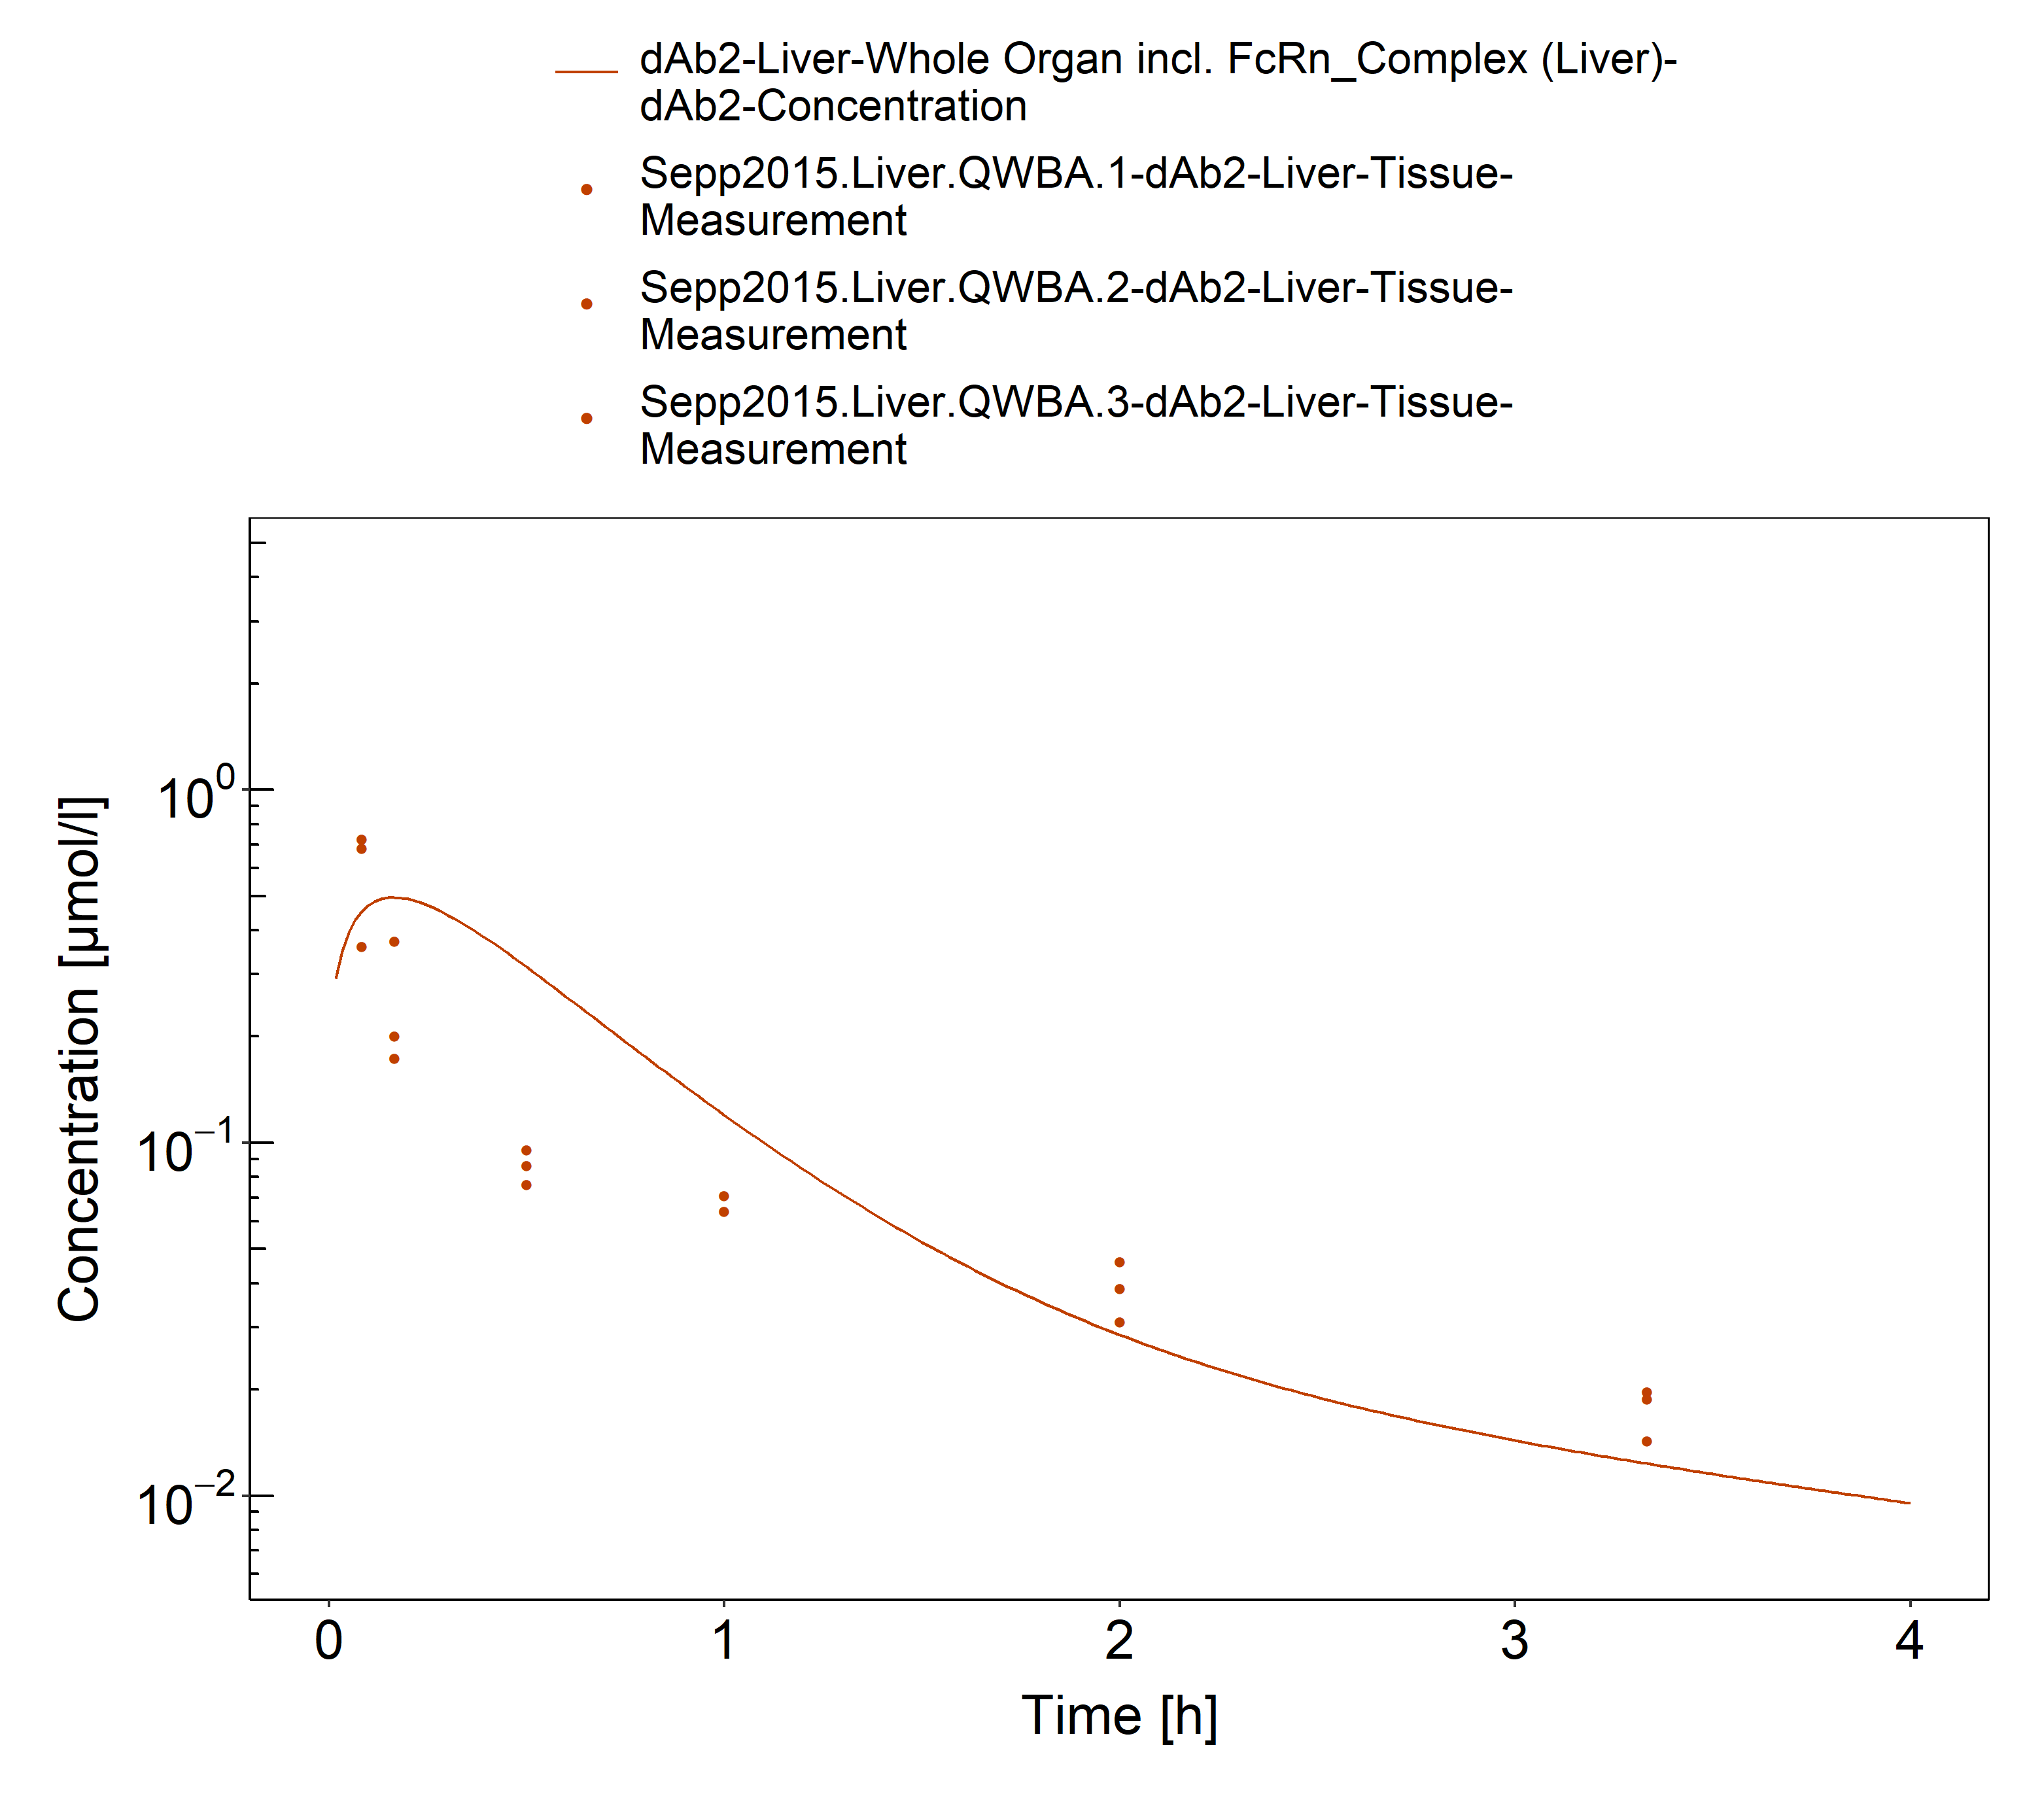 dAb2-Liver-Whole Organ incl. FcRn_Complex (Liver)-
dAb2-Concentration
Sepp2015.Liver.QWBA.1-dAb2-Liver-Tissue-
Measurement
Sepp2015.Liver.QWBA.2-dAb2-Liver-Tissue-
Measurement
Sepp2015.Liver.QWBA.3-dAb2-Liver-Tissue-
Measurement
Concentration [µmol/l]
10⁰
10⁻¹
10⁻²
0 1 2 3 4
Time [h]